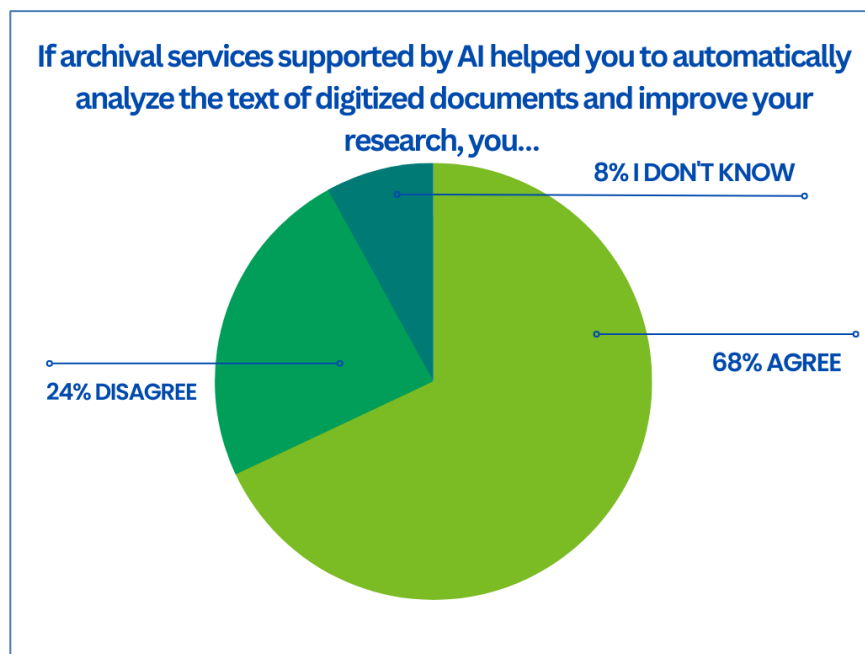 If archival services supported by AI helped you to automatically
analyze the text of digitized documents and improve your
research, you...
8% I DON'T KNOW
68% AGREE
24% DISAGREE